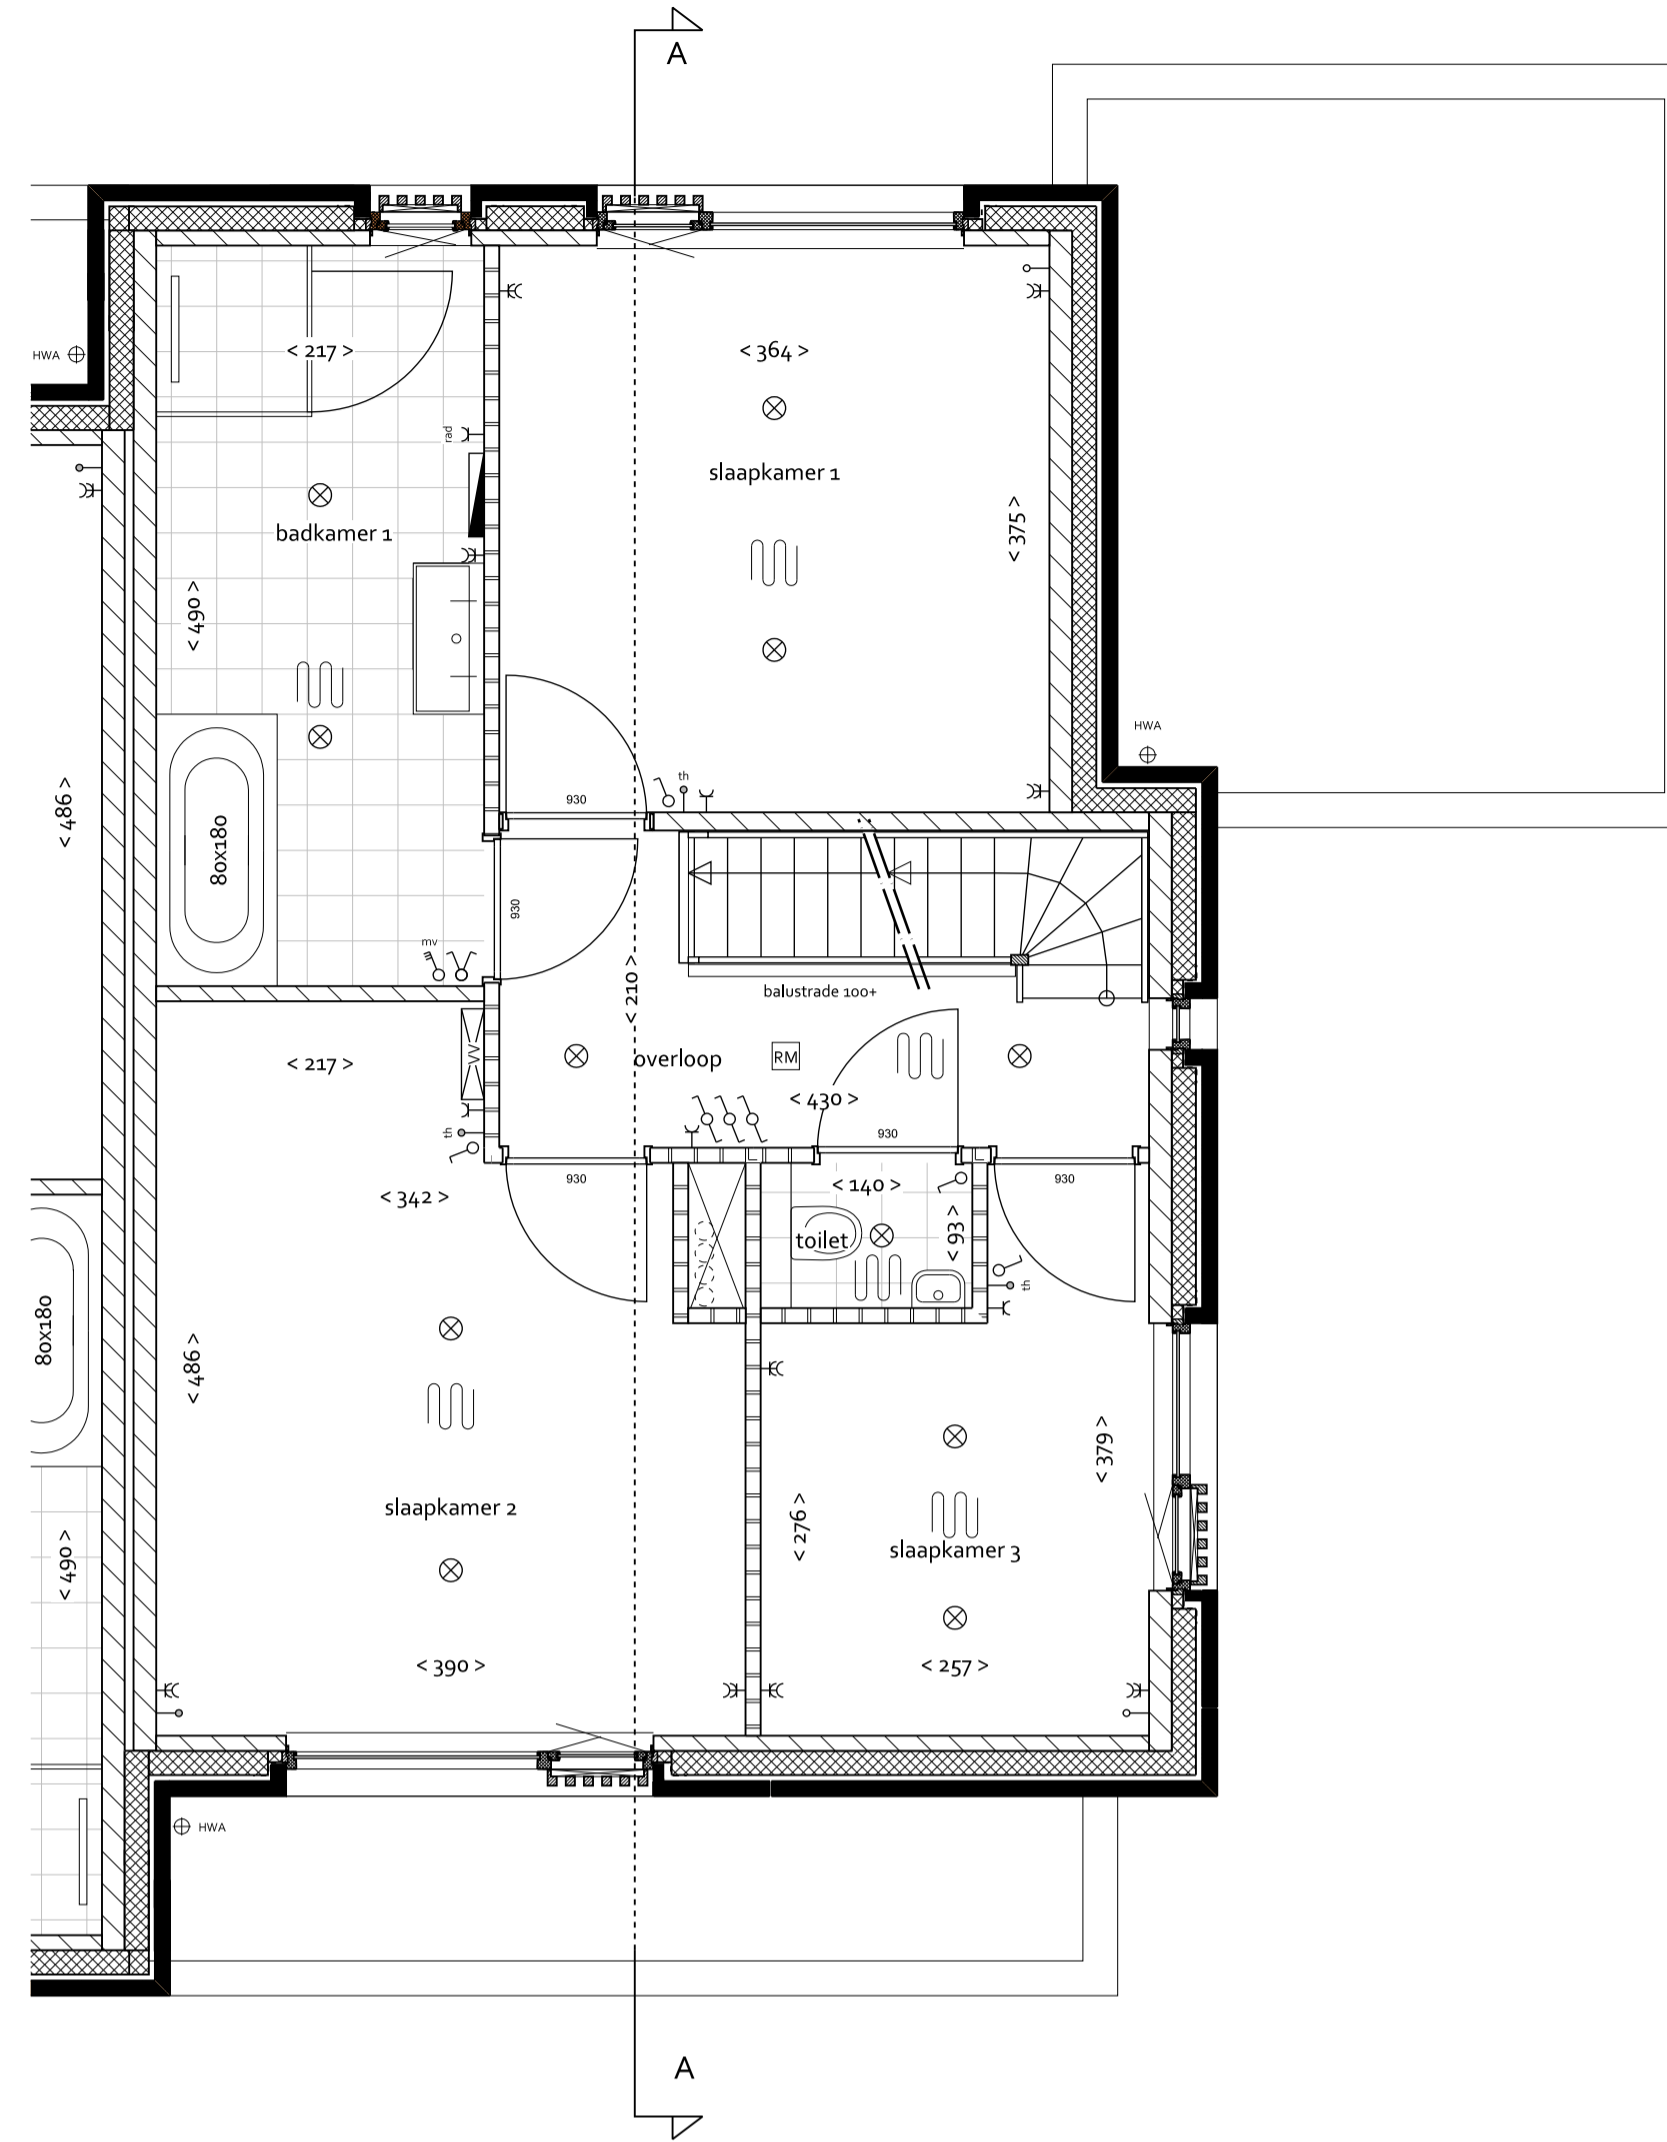 A
HWA
< 217 >
< 364 >
rad
slaapkamer 1
badkamer 1
< 375 >
< 490 >
HWA
th
930
< 486 >
80x180
930
mv
< 210 >
balustrade 100+
< 217 >
VV
overloop
RM
< 430 >
th
930
930
< 140 >
930
< 342 >
toilet
< 93 >
th
80x180
< 486 >
< 379 >
slaapkamer 2
< 276 >
slaapkamer 3
< 490 >
< 390 >
< 257 >
HWA
A